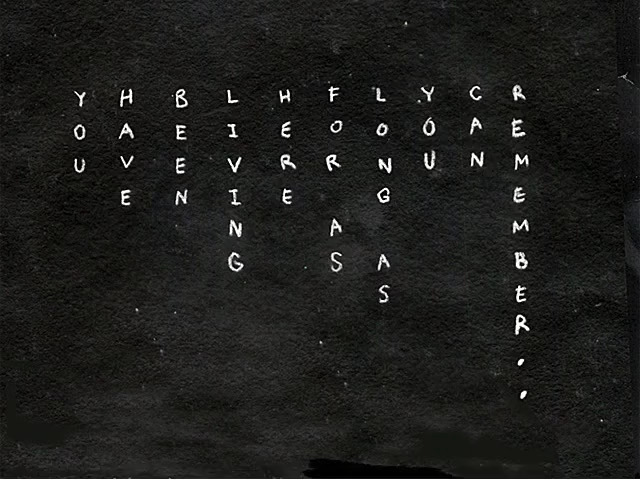 YOU
HAVE
BEEN
LIVING
HERE
FOR AS
LONG AS
YOU
CAN
REMEMBER..